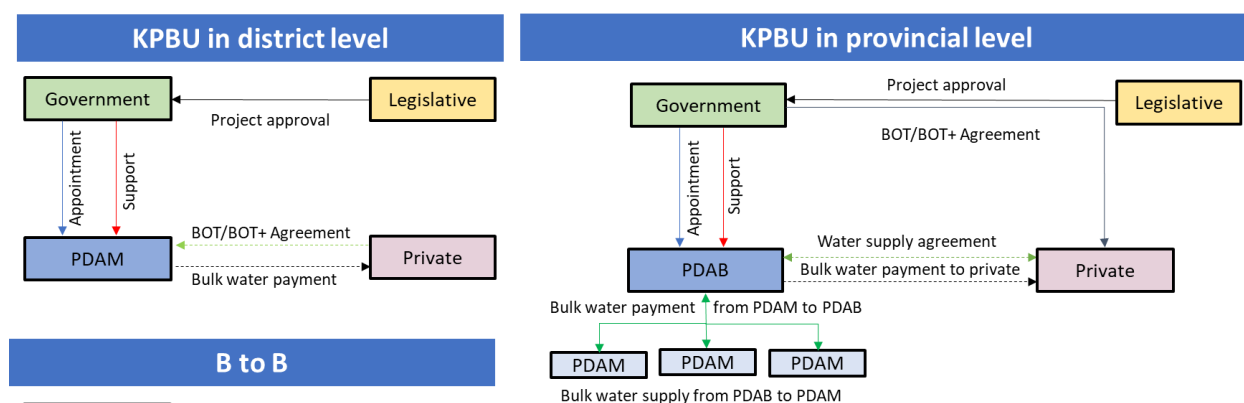 KPBU in district level
Government
Legislative
Project approval
Appointment
Support
BOT/BOT+ Agreement
PDAM
Private
Bulk water payment
B to B
KPBU in provincial level
Project approval
Government
Legislative
BOT/BOT+ Agreement
Appointment
Support
Water supply agreement
PDAB
Bulk water payment to private
Private
Bulk water payment from PDAM to PDAB
PDAM PDAM PDAM
Bulk water supply from PDAB to PDAM